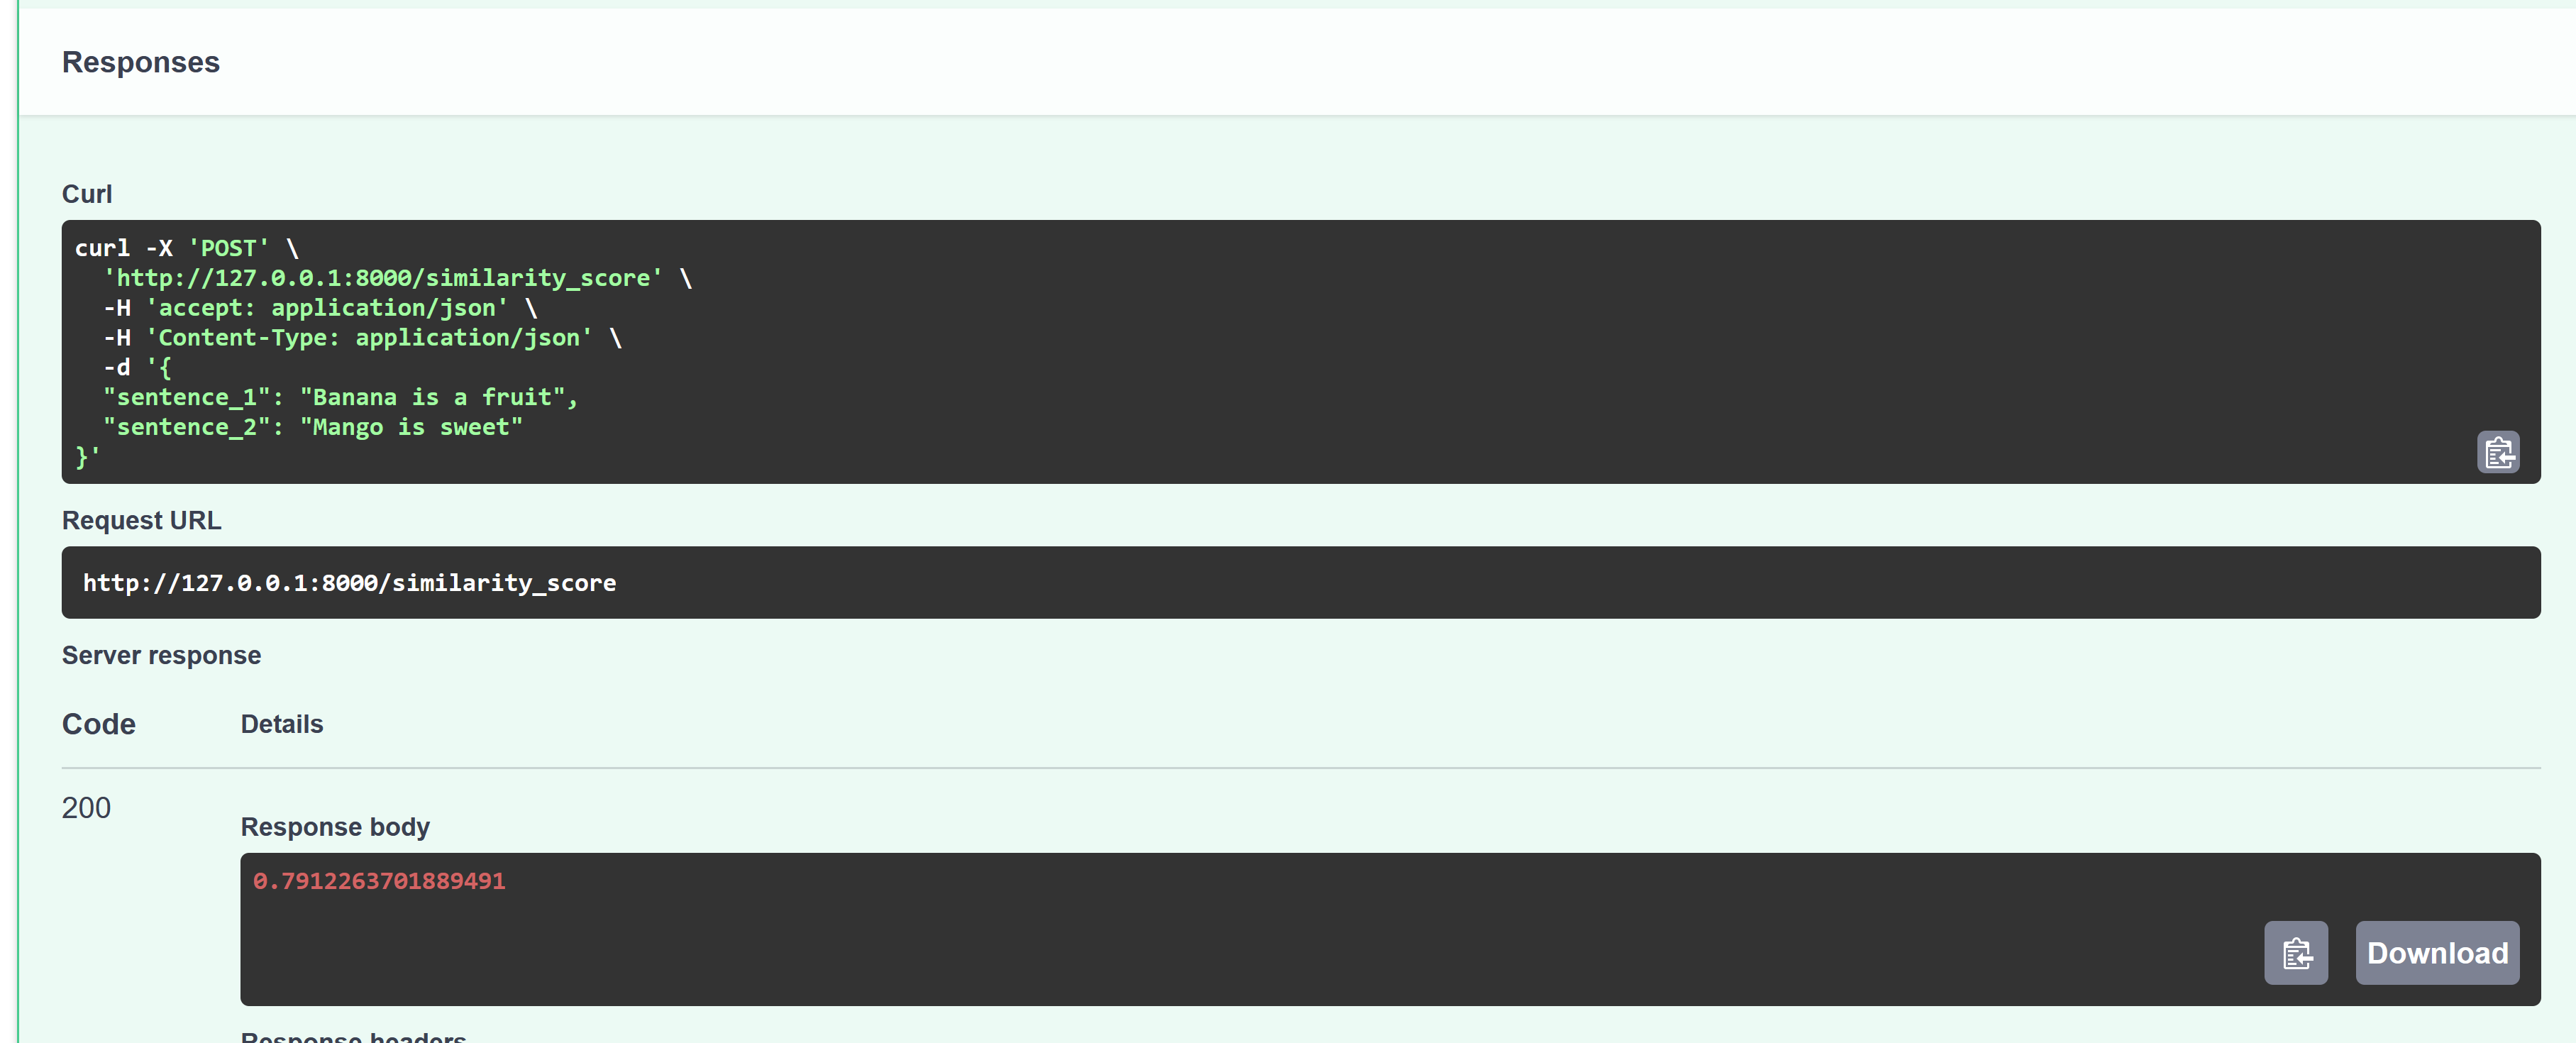 Responses
Curl
curl -X 'POST' \
  'http://127.0.0.1:8000/similarity_score' \
  -H 'accept: application/json' \
  -H 'Content-Type: application/json' \
  -d '{
  "sentence_1": "Banana is a fruit",
  "sentence_2": "Mango is sweet"
}'
Request URL
http://127.0.0.1:8000/similarity_score
Server response
Code Details
200
Response body
0.7912263701889491
Download
Response headers